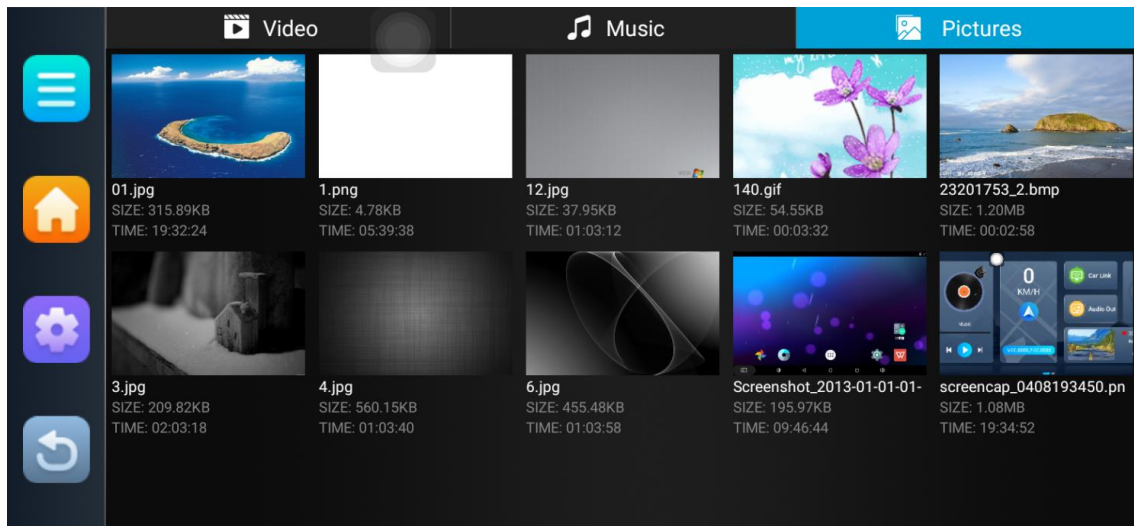 Video
Music
Pictures
01.jpg
SIZE: 315.89KB
TIME: 19:32:24
1.png
SIZE: 4.78KB
TIME: 05:39:38
12.jpg
SIZE: 37.95KB
TIME: 01:03:12
140.gif
SIZE: 54.55KB
TIME: 00:03:32
23201753_2.bmp
SIZE: 1.20MB
TIME: 00:02:58
3.jpg
SIZE: 209.82KB
TIME: 02:03:18
4.jpg
SIZE: 560.15KB
TIME: 01:03:40
6.jpg
SIZE: 455.48KB
TIME: 01:03:58
Screenshot_2013-01-01-01-
SIZE: 195.97KB
TIME: 09:46:44
0
KM/H
Car Link
Audio Out
Music
screencap_0408193450.pn
SIZE: 1.08MB
TIME: 19:34:52